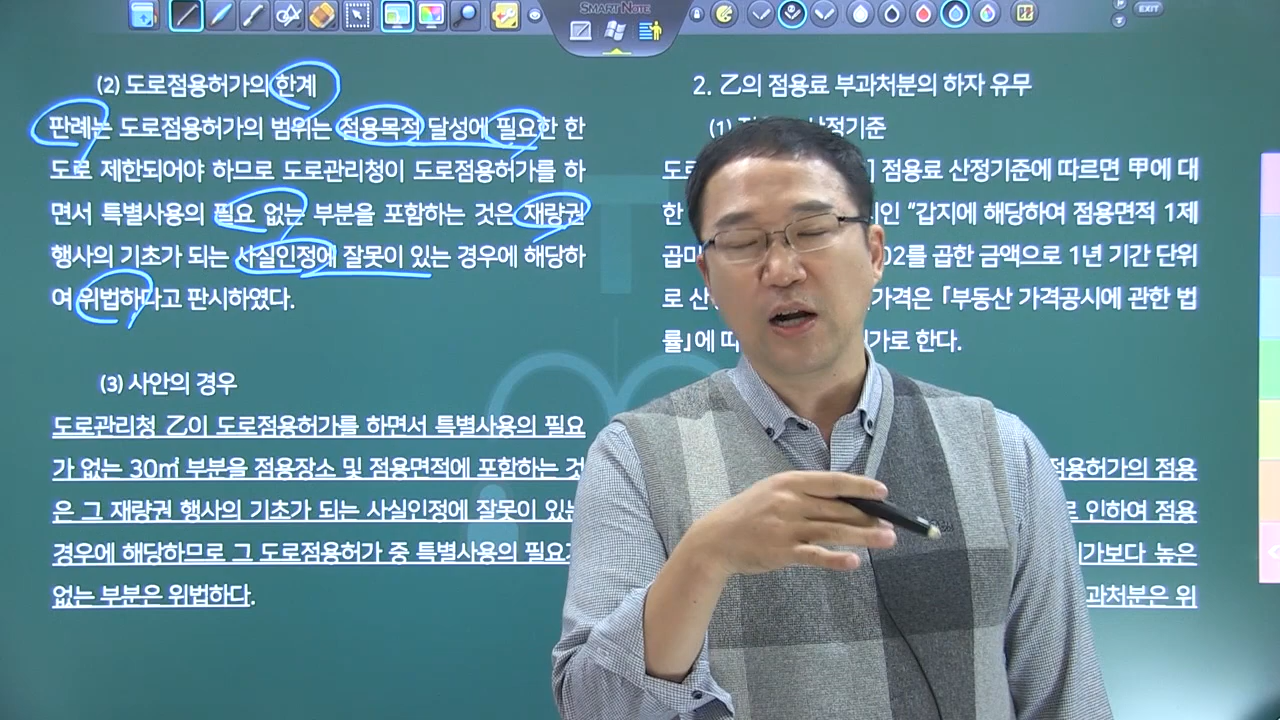 SMART NOTE
EXIT
(2) 도로점용허가의 한계
판례는 도로점용허가의 범위는 점용목적 달성에 필요한 한
도로 제한되어야 하므로 도로관리청이 도로점용허가를 하
면서 특별사용의 필요 없는 부분을 포함하는 것은 재량권
행사의 기초가 되는 사실인정에 잘못이 있는 경우에 해당하
여 위법하다고 판시하였다.
(3) 사안의 경우
도로관리청 乙이 도로점용허가를 하면서 특별사용의 필요
가 없는 30㎡ 부분을 점용장소 및 점용면적에 포함하는 것
은 그 재량권 행사의 기초가 되는 사실인정에 잘못이 있는
경우에 해당하므로 그 도로점용허가 중 특별사용의 필요가
없는 부분은 위법하다.
2. 乙의 점용료 부과처분의 하자 유무
(1) 산정기준
] 점용료 산정기준에 따르면 甲에 대
한 인 "갑지에 해당하여 점용면적 1제
02를 곱한 금액으로 1년 기간 단위
로 가격은 「부동산 가격공시에 관한 법
률」에 로 한다.
점용허가의 점용
인하여 점용
보다 높은
과처분은 위